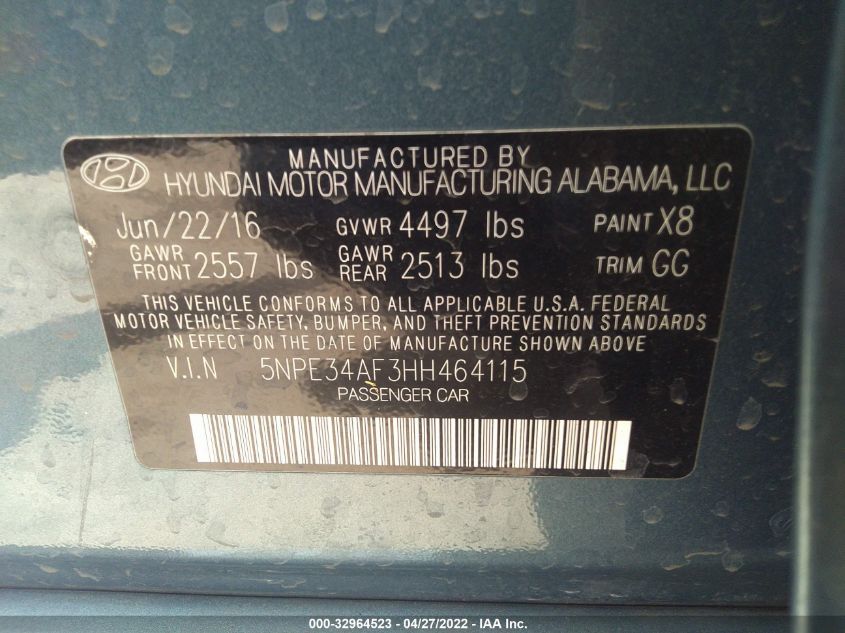 MANUFACTURED BY
HYUNDAI MOTOR MANUFACTURING ALABAMA, LLC
Jun/22/16 GVWR 4497 lbs PAINT X8
GAWR FRONT 2557 lbs GAWR REAR 2513 lbs TRIM GG
THIS VEHICLE CONFORMS TO ALL APPLICABLE U.S.A. FEDERAL
MOTOR VEHICLE SAFETY, BUMPER, AND THEFT PREVENTION STANDARDS
IN EFFECT ON THE DATE OF MANUFACTURE SHOWN ABOVE.
V.I.N 5NPE34AF3HH464115
PASSENGER CAR
000-32964523 - 04/27/2022 - IAA Inc.